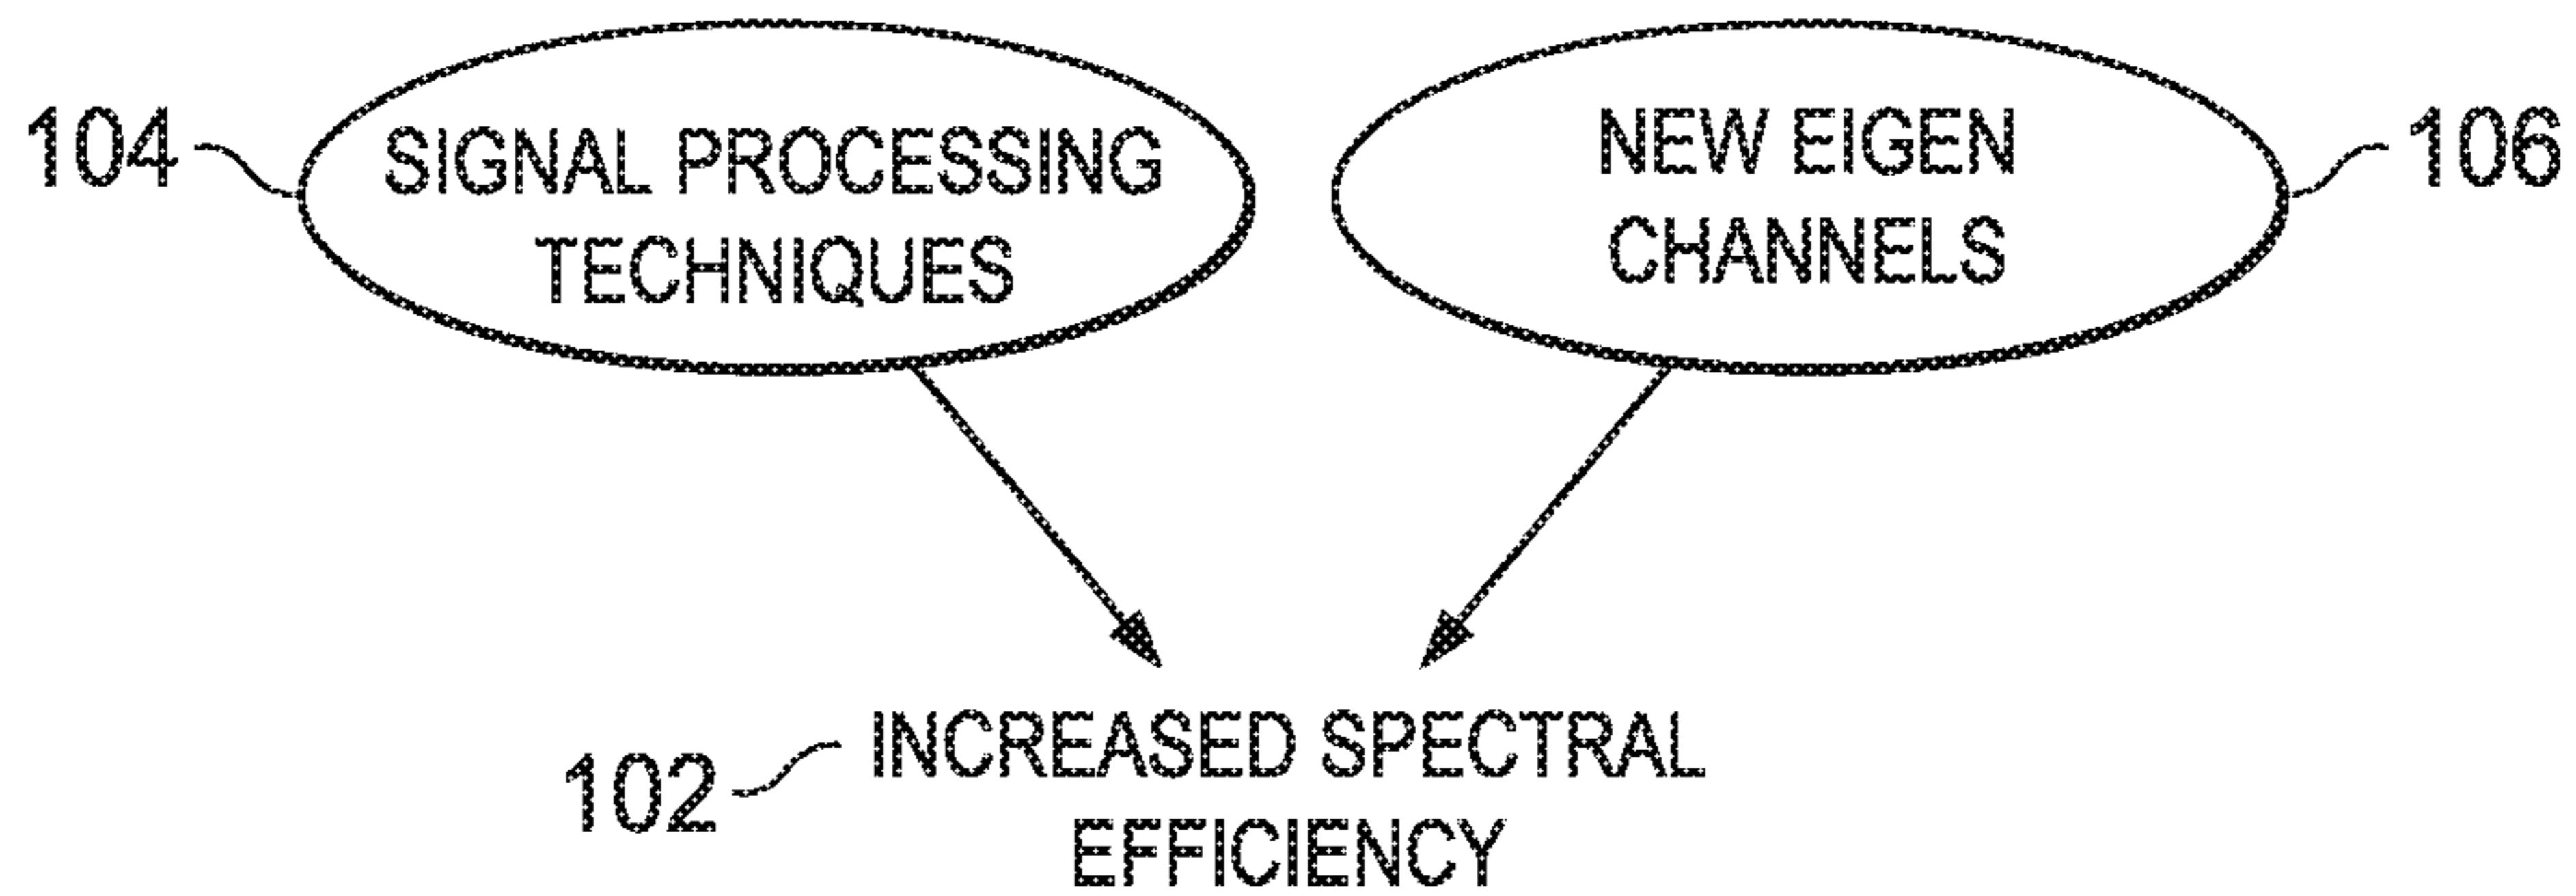 104
SIGNAL PROCESSING
TECHNIQUES
NEW EIGEN
CHANNELS
106
102
INCREASED SPECTRAL
EFFICIENCY